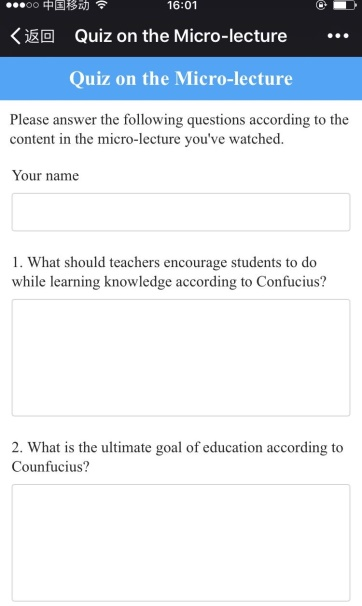 中国移动 16:01
返回 Quiz on the Micro-lecture
Quiz on the Micro-lecture
Please answer the following questions according to the
content in the micro-lecture you've watched.
Your name
1. What should teachers encourage students to do
while learning knowledge according to Confucius?
2. What is the ultimate goal of education according to
Counfucius?